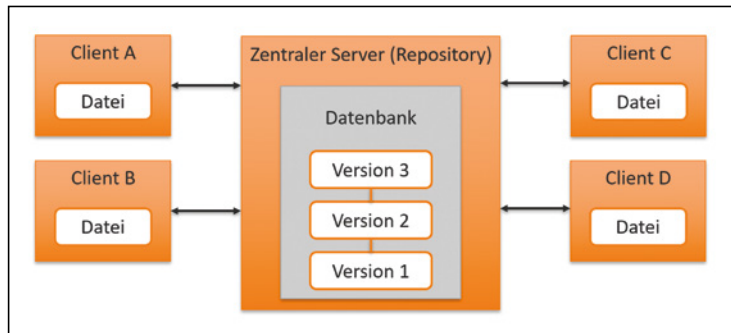 Client A
Datei
Client B
Datei
Zentraler Server (Repository)
Datenbank
Version 3
Version 2
Version 1
Client C
Datei
Client D
Datei